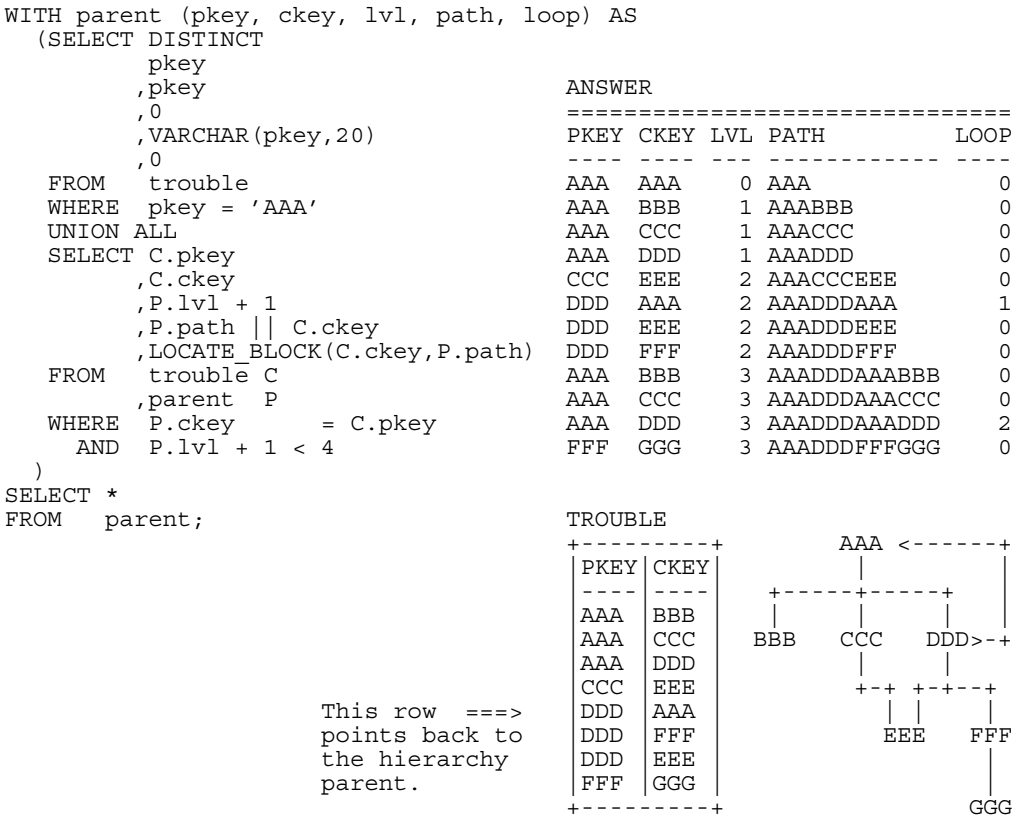 WITH parent (pkey, ckey, lvl, path, loop) AS
(SELECT DISTINCT
pkey
,pkey
,0
,VARCHAR(pkey,20)
,0
FROM trouble
WHERE pkey = 'AAA'
UNION ALL
SELECT C.pkey
,C.ckey
,P.lvl + 1
,P.path || C.ckey
,LOCATE_BLOCK(C.ckey,P.path)
FROM trouble C
,parent P
WHERE P.ckey = C.pkey
AND P.lvl + 1 < 4
)
SELECT *
FROM parent;
ANSWER
===============================
PKEY CKEY LVL PATH LOOP
---- ---- --- ------------ ----
AAA AAA 0 AAA 0
AAA BBB 1 AAABBB 0
AAA CCC 1 AAACCC 0
AAA DDD 1 AAADDD 0
CCC EEE 2 AAACCCEEE 0
DDD AAA 2 AAADDDAAA 1
DDD EEE 2 AAADDDEEE 0
DDD FFF 2 AAADDDFFF 0
AAA BBB 3 AAADDDAAABBB 0
AAA CCC 3 AAADDDAAACCC 0
AAA DDD 3 AAADDDAAADDD 2
FFF GGG 3 AAADDDFFFGGG 0
TROUBLE
+---------+
|PKEY|CKEY|
|----|----|
|AAA |BBB |
|AAA |CCC |
|AAA |DDD |
|CCC |EEE |
|DDD |AAA |
|DDD |FFF |
|DDD |EEE |
|FFF |GGG |
+---------+
This row ===>
points back to
the hierarchy
parent.
AAA <------+
| |
+-----+-----+ |
| | | |
BBB CCC DDD>-+
| |
+-+ +-+--+
| | |
EEE FFF
|
GGG